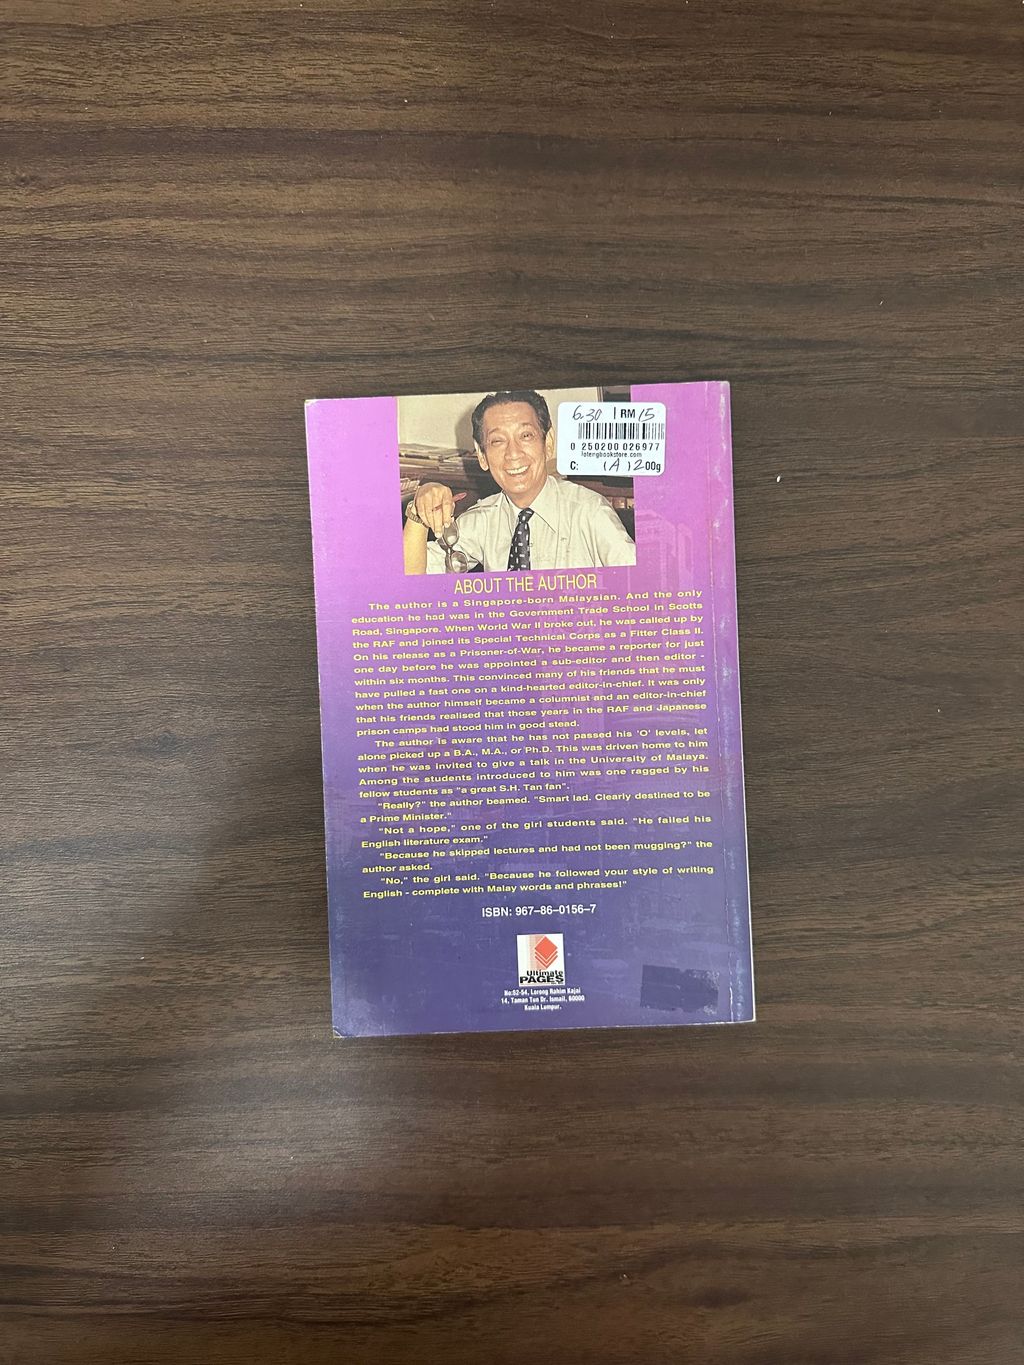 6.30 RM 15
0 250200 026977
lotengbookstore.com
C: (A) 200g
ABOUT THE AUTHOR
The author is a Singapore-born Malaysian. And the only
education he had was in the Government Trade School in Scotts
Road, Singapore. When World War II broke out, he was called up by
the RAF and joined its Special Technical Corps as a Fitter Class II.
On his release as a Prisoner-of-War, he became a reporter for just
one day before he was appointed a sub-editor and then editor -
within six months. This convinced many of his friends that he must
have pulled a fast one on a kind-hearted editor-in-chief. It was only
when the author himself became a columnist and an editor-in-chief
that his friends realised that those years in the RAF and Japanese
prison camps had stood him in good stead.
The author is aware that he has not passed his 'O' levels, let
alone picked up a B.A., M.A., or Ph.D. This was driven home to him
when he was invited to give a talk in the University of Malaya.
Among the students introduced to him was one ragged by his
fellow students as "a great S.H. Tan fan".
"Really?" the author beamed. "Smart lad. Clearly destined to be
a Prime Minister."
"Not a hope," one of the girl students said. "He failed his
English literature exam."
"Because he skipped lectures and had not been mugging?" the
author asked.
"No," the girl said. "Because he followed your style of writing
English - complete with Malay words and phrases!"
ISBN: 967-86-0156-7
Ultimate
PAGES
No:52-54, Lorong Rahim Kajai
14, Taman Tun Dr. Ismail, 60000
Kuala Lumpur.